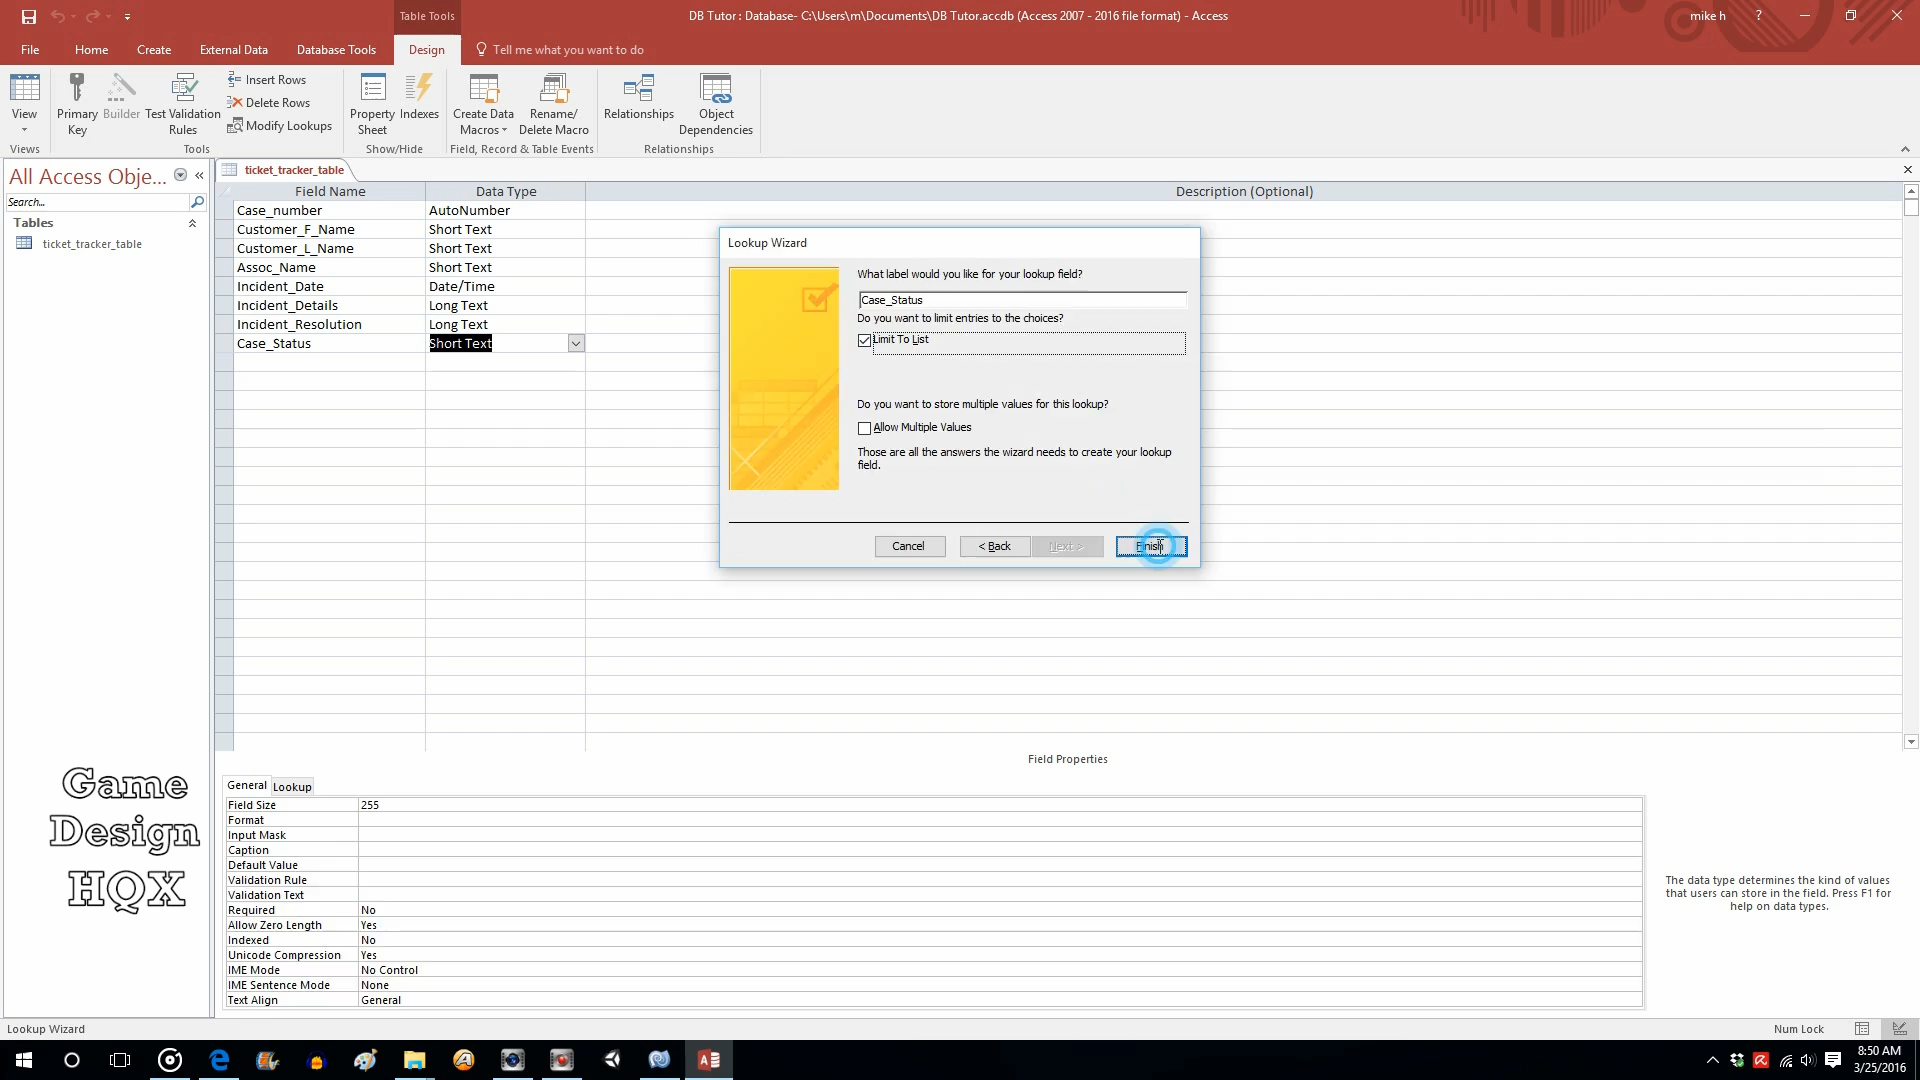 Table Tools
DB Tutor : Database- C:\Users\m\Documents\DB Tutor.accdb (Access 2007 - 2016 file format) - Access
mike h
?
File
Home
Create
External Data
Database Tools
Design
Tell me what you want to do
View
Primary Key
Builder
Test Validation Rules
Insert Rows
Delete Rows
Modify Lookups
Property Sheet
Indexes
Create Data Macros
Rename/ Delete Macro
Relationships
Object Dependencies
Views
Tools
Show/Hide
Field, Record & Table Events
Relationships
All Access Obje...
Search...
Tables
ticket_tracker_table
ticket_tracker_table
Field Name Data Type Description (Optional)
Case_number AutoNumber
Customer_F_Name Short Text
Customer_L_Name Short Text
Assoc_Name Short Text
Incident_Date Date/Time
Incident_Details Long Text
Incident_Resolution Long Text
Case_Status Short Text
Lookup Wizard
What label would you like for your lookup field?
Case_Status
Do you want to limit entries to the choices?
Limit To List
Do you want to store multiple values for this lookup?
Allow Multiple Values
Those are all the answers the wizard needs to create your lookup
field.
Cancel
< Back
Next >
Finish
Game
Design
HQX
Field Properties
General Lookup
Field Size 255
Format
Input Mask
Caption
Default Value
Validation Rule
Validation Text
Required No
Allow Zero Length Yes
Indexed No
Unicode Compression Yes
IME Mode No Control
IME Sentence Mode None
Text Align General
The data type determines the kind of values
that users can store in the field. Press F1 for
help on data types.
Lookup Wizard
Num Lock
8:50 AM
3/25/2016